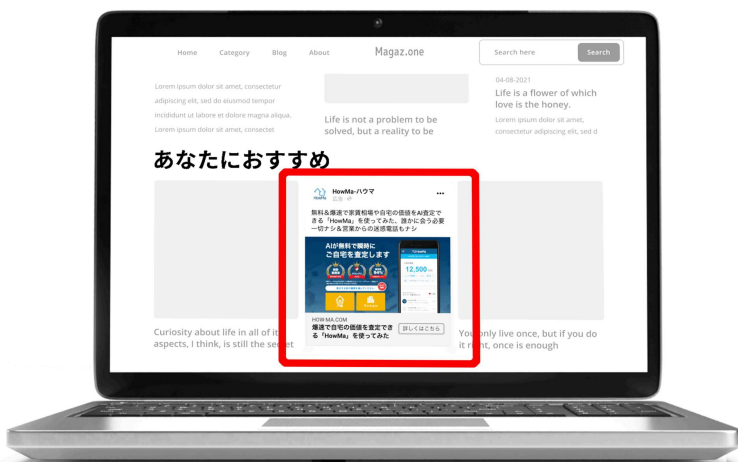 Home Category Blog About Magaz.one Search here Search
Lorem ipsum dolor sit amet, consectetur
adipiscing elit, sed do eiusmod tempor
incididunt ut labore et dolore magna aliqua.
Lorem ipsum dolor sit amet, consectet
Life is not a problem to be
solved, but a reality to be
04-08-2021
Life is a flower of which
love is the honey.
Lorem ipsum dolor sit amet,
consectetur adipiscing elit, sed d
あなたにおすすめ
HowMa-ハウマ
広告
無料&爆速で家賃相場や自宅の価値をAI査定で
きる「HowMa」を使ってみた。誰かに会う必要
一切ナシ&営業からの迷惑電話もナシ
AIが無料で瞬時に
ご自宅を査定します
12,500
HOW-MA.COM
爆速で自宅の価値を査定でき
る「HowMa」を使ってみた
詳しくはこちら
Curiosity about life in all of it
aspects, I think, is still the secret
You only live once, but if you do
it right, once is enough